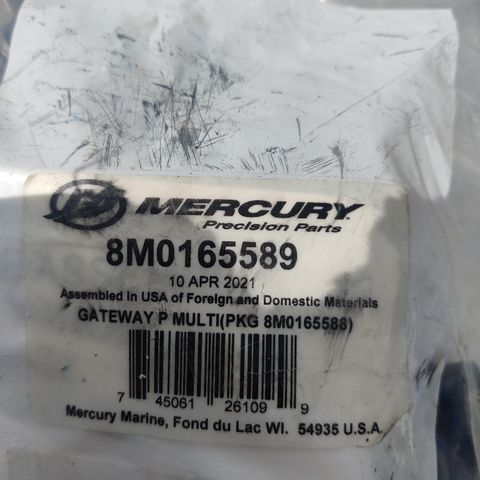 MERCURY
Precision Parts
8M0165589
10 APR 2021
Assembled in USA of Foreign and Domestic Materials
GATEWAY P MULTI(PKG 8M0165588)
7 45061 26109 9
Mercury Marine, Fond du Lac WI. 54935 U.S.A.